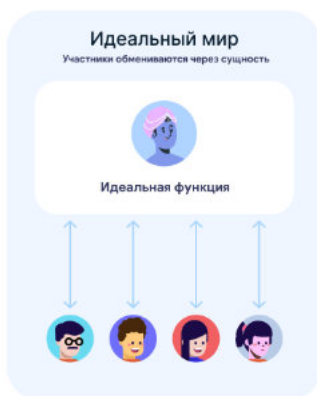 Идеальный мир
Участники обмениваются через сущность
Идеальная функция